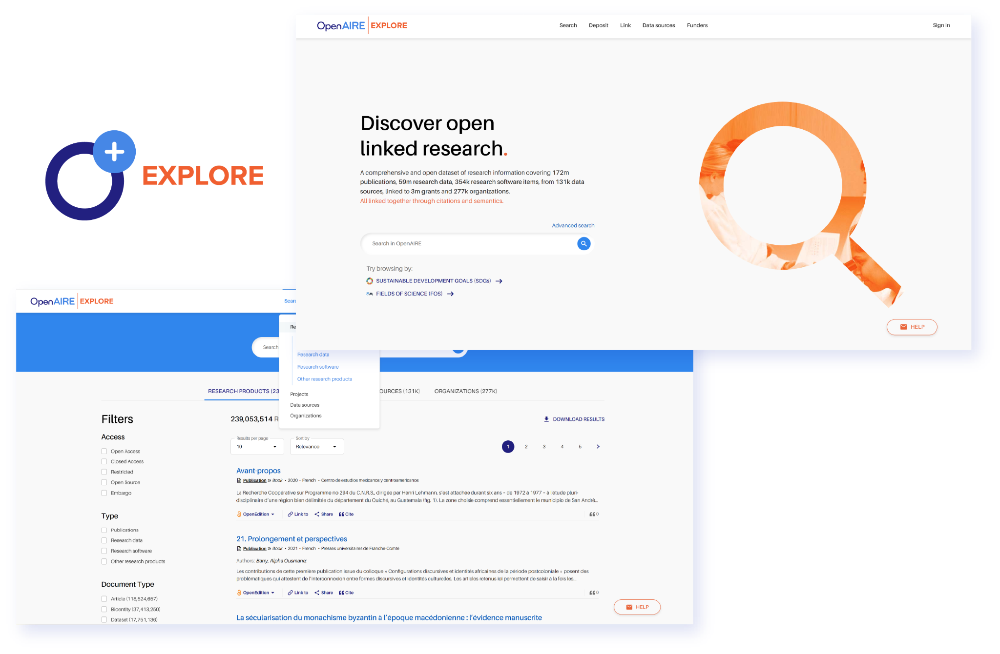 OpenAIRE EXPLORE
Search Deposit Link Data sources Funders
Sign in
Discover open
linked research.
A comprehensive and open dataset of research information covering 172m
publications, 59m research data, 354k research software items, from 131k data
sources, linked to 3m grants and 277k organizations.
All linked together through citations and semantics.
Advanced search
Search in OpenAIRE
Try browsing by:
SUSTAINABLE DEVELOPMENT GOALS (SDGs)
FIELDS OF SCIENCE (FOS)
HELP
EXPLORE
OpenAIRE EXPLORE
Search
Research data
Research software
Other research products
Projects
Data sources
Organizations
RESEARCH PRODUCTS (23
OURCES (131K)
ORGANIZATIONS (277K)
Filters
Access
Open Access
Closed Access
Restricted
Open Source
Embargo
Type
Publications
Research data
Research software
Other research products
Document Type
Article (118,524,657)
Bioentity (37,413,250)
Dataset (17,751,136)
239,053,514 R
DOWNLOAD RESULTS
Results per page
10
Sort by
Relevance
1 2 3 4 5
Avant-propos
Publication » Book • 2020 • French • Centro de estudios mexicanos y centroamericanos
La Recherche Coopérative sur Programme no 294 du C.N.R.S., dirigée par Henri Lehmann, s'est attachée durant six ans – de 1972 à 1977 – à l'étude pluri-
disciplinaire d'une région bien délimitée du département du Quiché, au Guatemala (fig. 1). La zone choisie comprend essentiellement le municipio de San Andrè...
OpenEdition Link to Share Cite 0
21. Prolongement et perspectives
Publication » Book • 2021 • French • Presses universitaires de Franche-Comté
Authors: Barry, Alpha Ousmane;
Les contributions de cette première publication issue du colloque « Configurations discursives et identités africaines de la période postcoloniale » posent des
problématiques qui attestent de l'interconnexion entre formes discursives et identités culturelles. Les articles retenus ici permettent de saisir à la fois les...
OpenEdition Link to Share Cite 0
La sécularisation du monachisme byzantin à l'époque macédonienne : l'évidence manuscrite
HELP